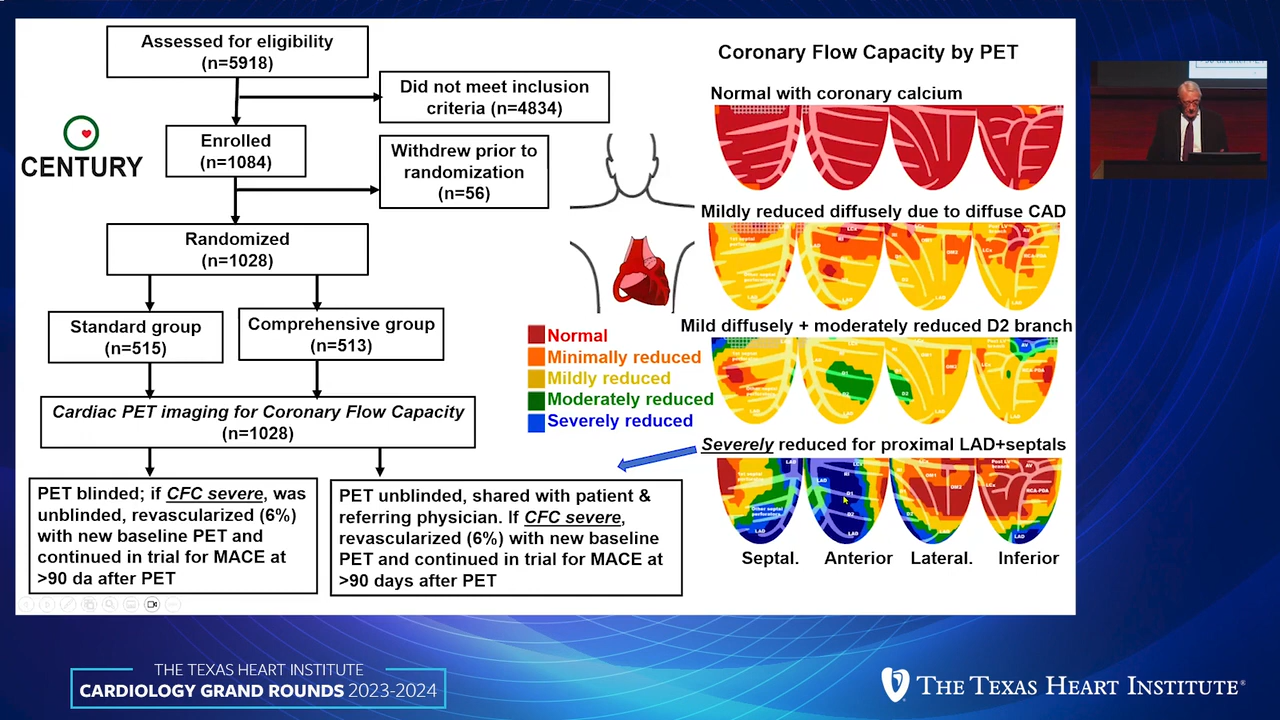 Assessed for eligibility
(n=5918)
Did not meet inclusion
criteria (n=4834)
CENTURY
Enrolled
(n=1084)
Withdrew prior to
randomization
(n=56)
Randomized
(n=1028)
Standard group
(n=515)
Comprehensive group
(n=513)
Cardiac PET imaging for Coronary Flow Capacity
(n=1028)
PET blinded; if CFC severe, was
unblinded, revascularized (6%)
with new baseline PET and
continued in trial for MACE at
>90 da after PET
PET unblinded, shared with patient &
referring physician. If CFC severe,
revascularized (6%) with new baseline
PET and continued in trial for MACE at
>90 days after PET
Normal
Minimally reduced
Mildly reduced
Moderately reduced
Severely reduced
Coronary Flow Capacity by PET
Normal with coronary calcium
Mildly reduced diffusely due to diffuse CAD
Mild diffusely + moderately reduced D2 branch
Severely reduced for proximal LAD+septals
Septal. Anterior Lateral. Inferior
THE TEXAS HEART INSTITUTE
CARDIOLOGY GRAND ROUNDS 2023-2024
THE TEXAS HEART INSTITUTE®